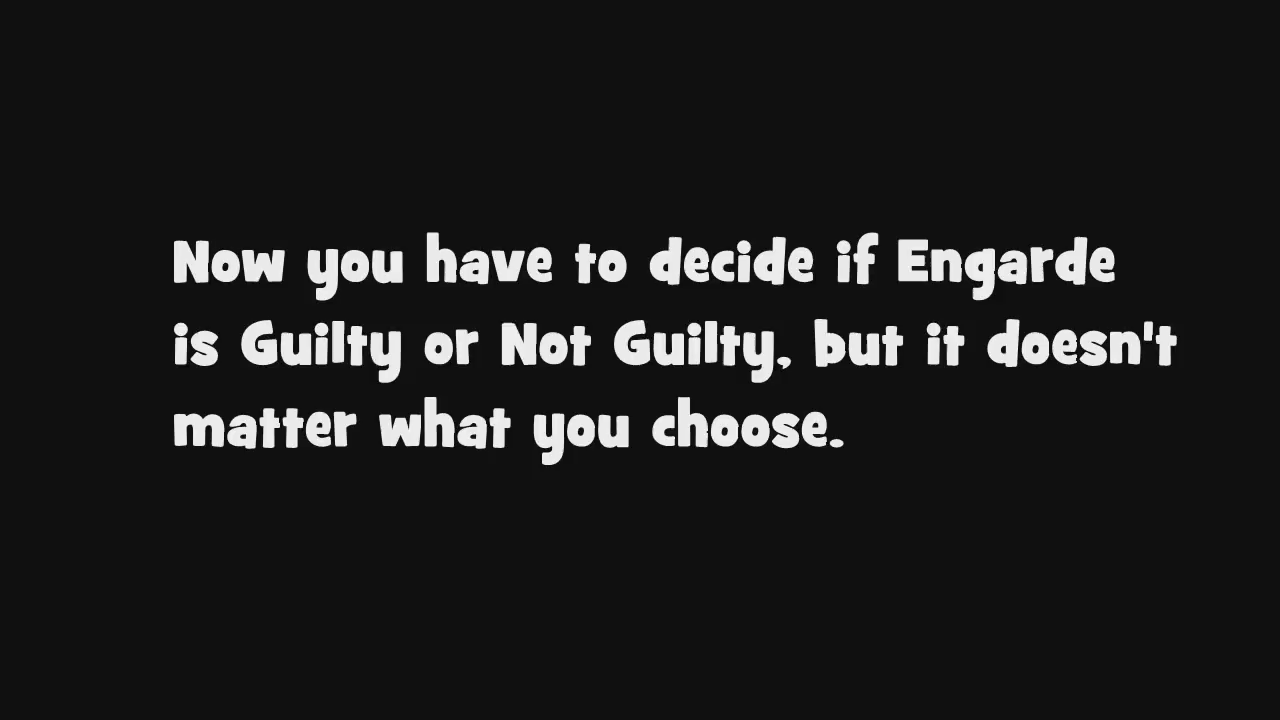 Now you have to decide if Engarde
is Guilty or Not Guilty, but it doesn't
matter what you choose.